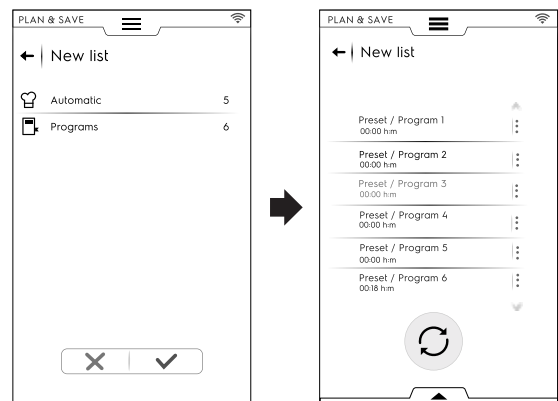 PLAN & SAVE
New list
Automatic 5
Programs 6
PLAN & SAVE
New list
Preset / Program 1
00:00 h:m
Preset / Program 2
00:00 h:m
Preset / Program 3
00:00 h:m
Preset / Program 4
00:00 h:m
Preset / Program 5
00:00 h:m
Preset / Program 6
00:18 h:m